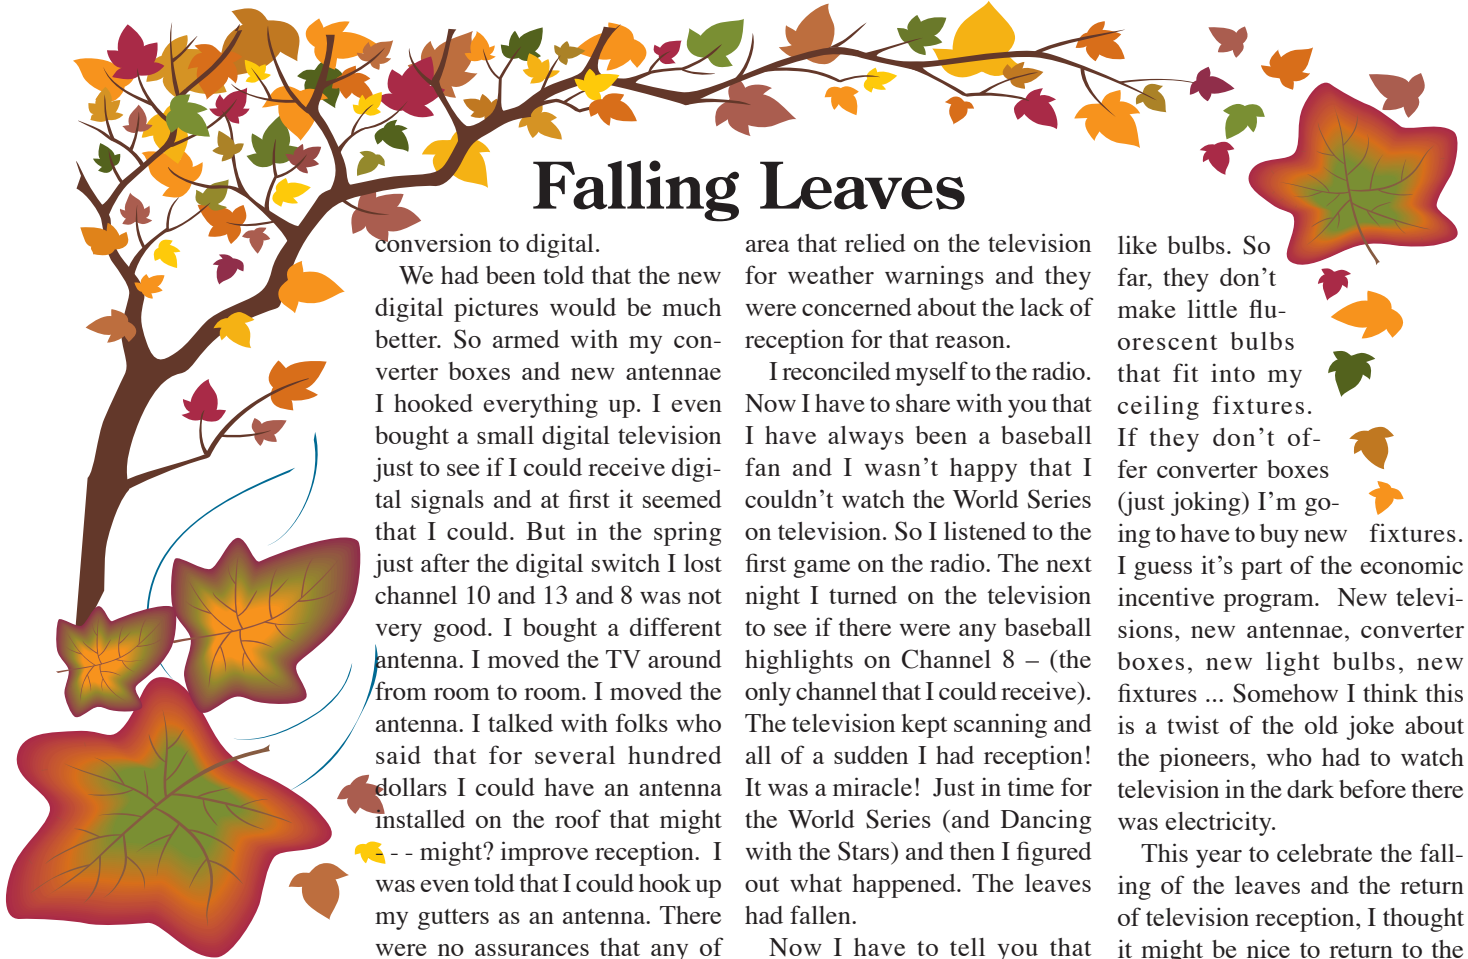 Falling Leaves
conversion to digital.
We had been told that the new
digital pictures would be much
better. So armed with my con-
verter boxes and new antennae
I hooked everything up. I even
bought a small digital television
just to see if I could receive digi-
tal signals and at first it seemed
that I could. But in the spring
just after the digital switch I lost
channel 10 and 13 and 8 was not
very good. I bought a different
antenna. I moved the TV around
from room to room. I moved the
antenna. I talked with folks who
said that for several hundred
dollars I could have an antenna
installed on the roof that might
- - - might? improve reception. I
was even told that I could hook up
my gutters as an antenna. There
were no assurances that any of
area that relied on the television
for weather warnings and they
were concerned about the lack of
reception for that reason.
I reconciled myself to the radio.
Now I have to share with you that
I have always been a baseball
fan and I wasn't happy that I
couldn't watch the World Series
on television. So I listened to the
first game on the radio. The next
night I turned on the television
to see if there were any baseball
highlights on Channel 8 – (the
only channel that I could receive).
The television kept scanning and
all of a sudden I had reception!
It was a miracle! Just in time for
the World Series (and Dancing
with the Stars) and then I figured
out what happened. The leaves
had fallen.
Now I have to tell you that
like bulbs. So
far, they don't
make little flu-
orescent bulbs
that fit into my
ceiling fixtures.
If they don't of-
fer converter boxes
(just joking) I'm go-
ing to have to buy new fixtures.
I guess it's part of the economic
incentive program. New televi-
sions, new antennae, converter
boxes, new light bulbs, new
fixtures ... Somehow I think this
is a twist of the old joke about
the pioneers, who had to watch
television in the dark before there
was electricity.
This year to celebrate the fall-
ing of the leaves and the return
of television reception, I thought
it might be nice to return to the